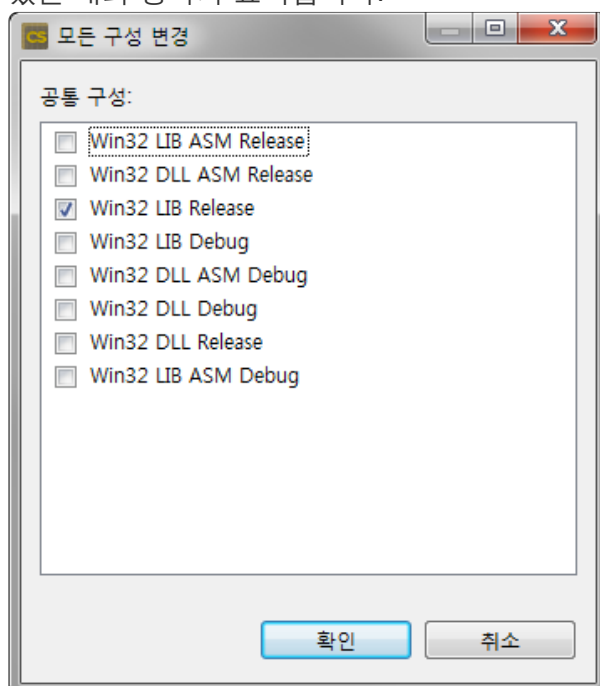 CS 모든 구성 변경
공통 구성:
Win32 LIB ASM Release
Win32 DLL ASM Release
Win32 LIB Release
Win32 LIB Debug
Win32 DLL ASM Debug
Win32 DLL Debug
Win32 DLL Release
Win32 LIB ASM Debug
확인 취소